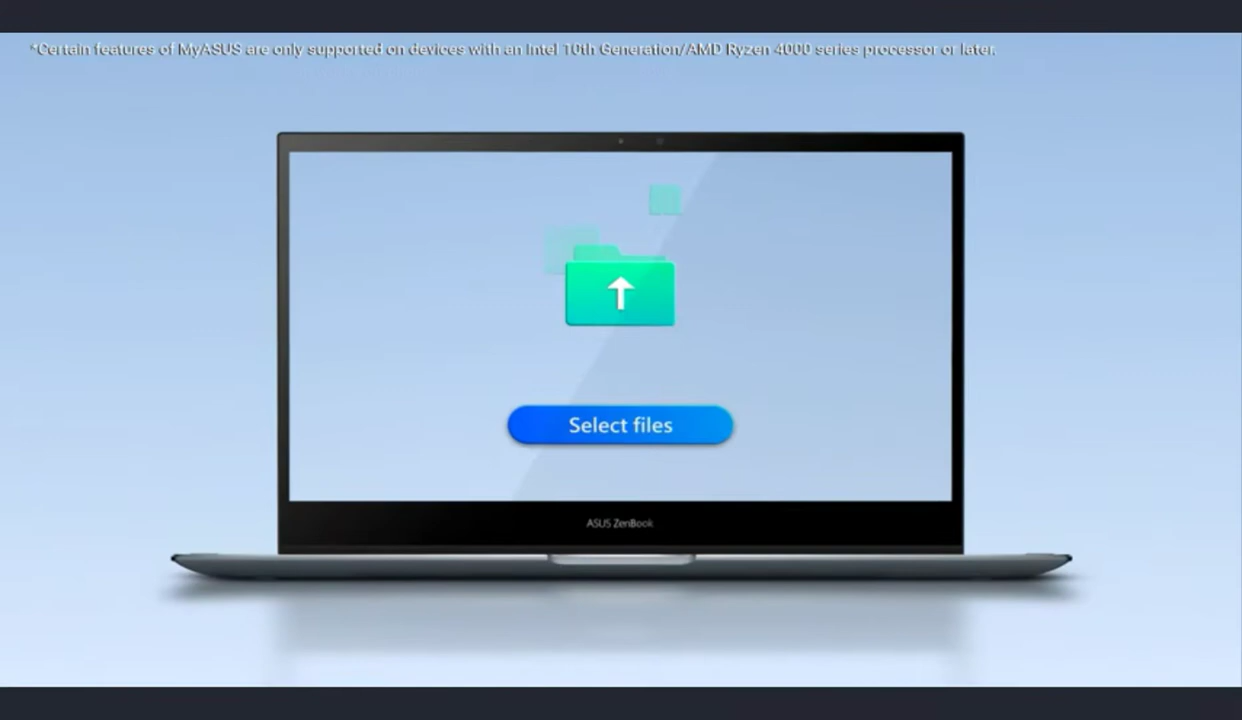 *Certain features of MyASUS are only supported on devices with an Intel 10th Generation/AMD Ryzen 4000 series processor or later.
Select files
ASUS ZenBook